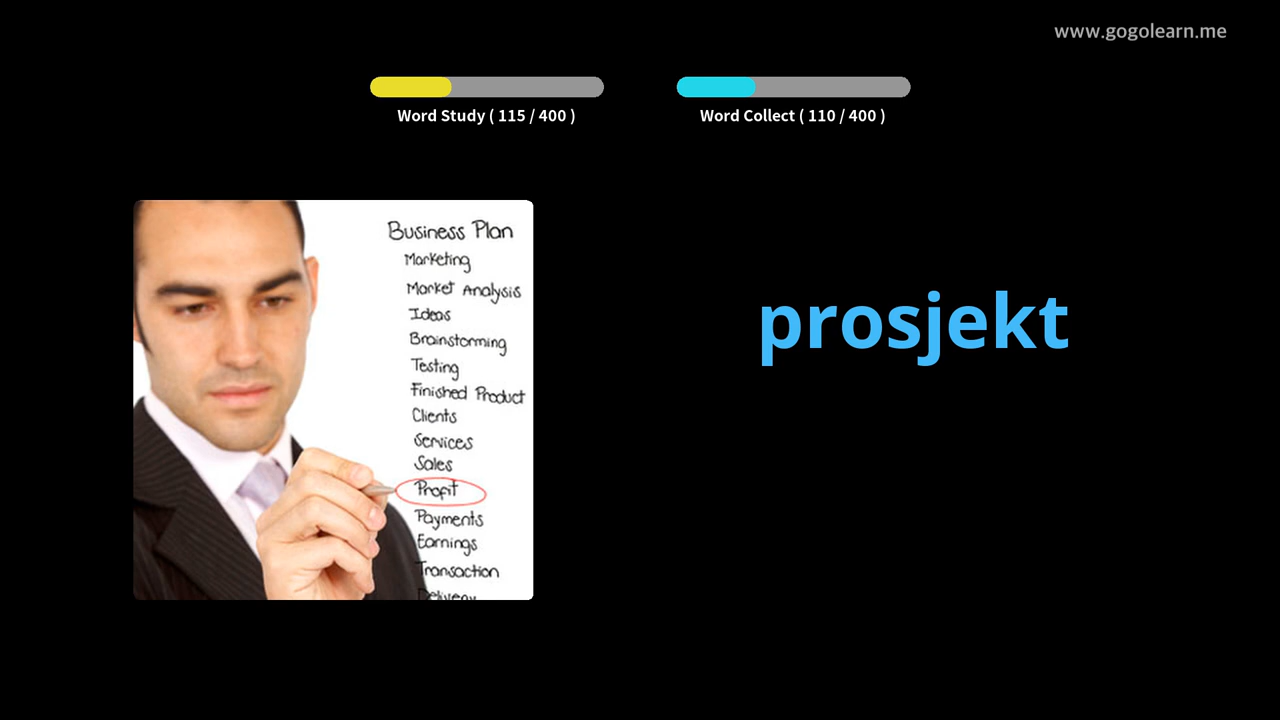 www.gogolearn.me
Word Study ( 115 / 400 )
Word Collect ( 110 / 400 )
Business Plan
Marketing
Market Analysis
Ideas
Brainstorming
Testing
Finished Product
Clients
Services
Sales
Profit
Payments
Earnings
Transaction
Delivery
prosjekt